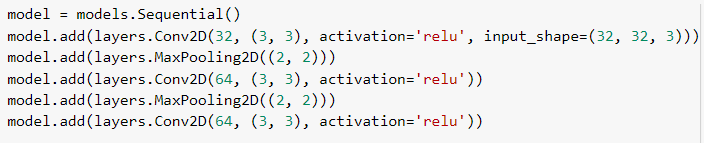 model = models.Sequential()
model.add(layers.Conv2D(32, (3, 3), activation='relu', input_shape=(32, 32, 3)))
model.add(layers.MaxPooling2D((2, 2)))
model.add(layers.Conv2D(64, (3, 3), activation='relu'))
model.add(layers.MaxPooling2D((2, 2)))
model.add(layers.Conv2D(64, (3, 3), activation='relu'))